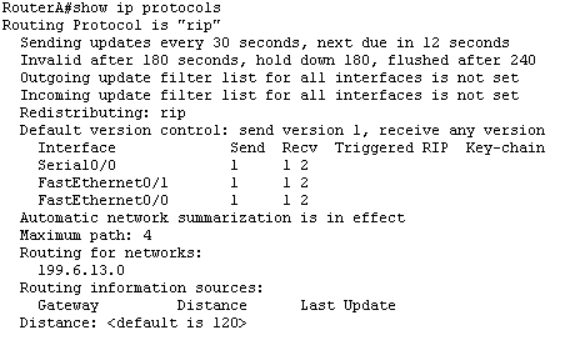 RouterA#show ip protocols
Routing Protocol is "rip"
Sending updates every 30 seconds, next due in 12 seconds
Invalid after 180 seconds, hold down 180, flushed after 240
Outgoing update filter list for all interfaces is not set
Incoming update filter list for all interfaces is not set
Redistributing: rip
Default version control: send version 1, receive any version
Interface Send Recv Triggered RIP Key-chain
Serial0/0 1 1 2
FastEthernet0/1 1 1 2
FastEthernet0/0 1 1 2
Automatic network summarization is in effect
Maximum path: 4
Routing for networks:
199.6.13.0
Routing information sources:
Gateway Distance Last Update
Distance: <default is 120>